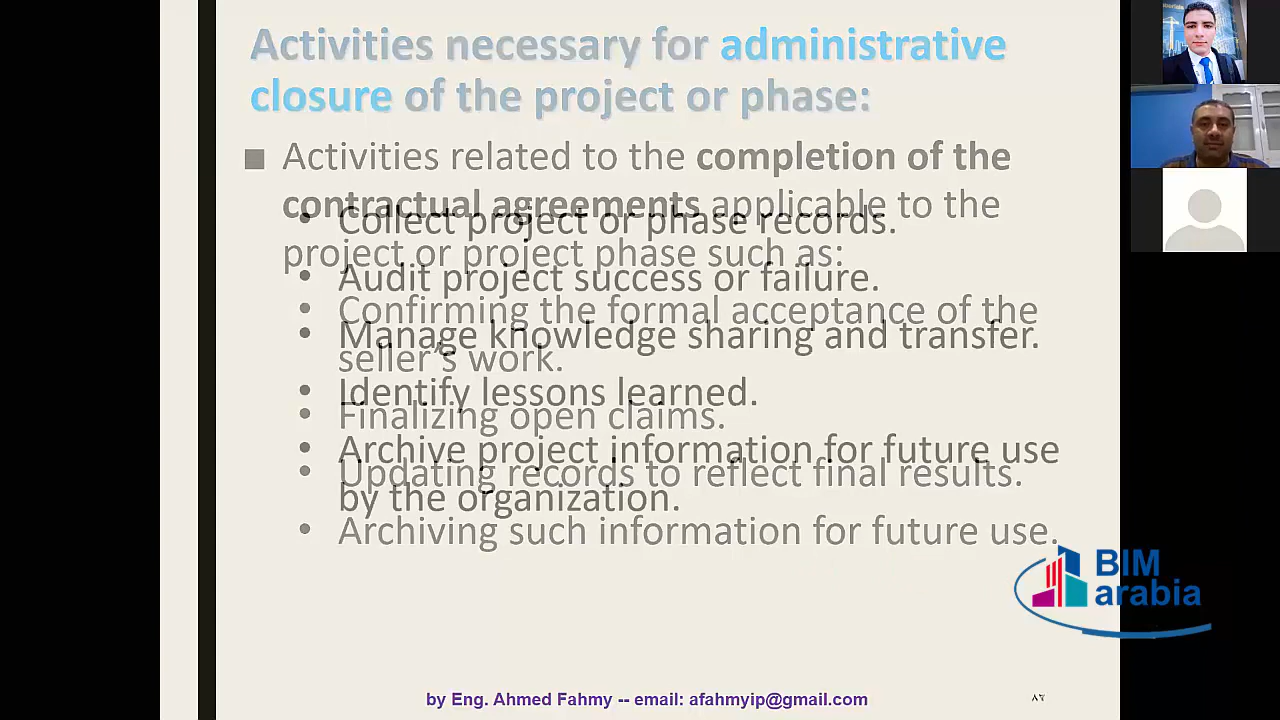 Activities necessary for administrative
closure of the project or phase:
■ Activities related to the completion of the
contractual agreements applicable to the
project or project phase such as:
• Confirming the formal acceptance of the
seller's work.
• Finalizing open claims.
• Updating records to reflect final results.
• Archiving such information for future use.
• Collect project or phase records.
• Audit project success or failure.
• Manage knowledge sharing and transfer.
• Identify lessons learned.
• Archive project information for future use
by the organization.
BIM
arabia
by Eng. Ahmed Fahmy -- email: afahmyip@gmail.com